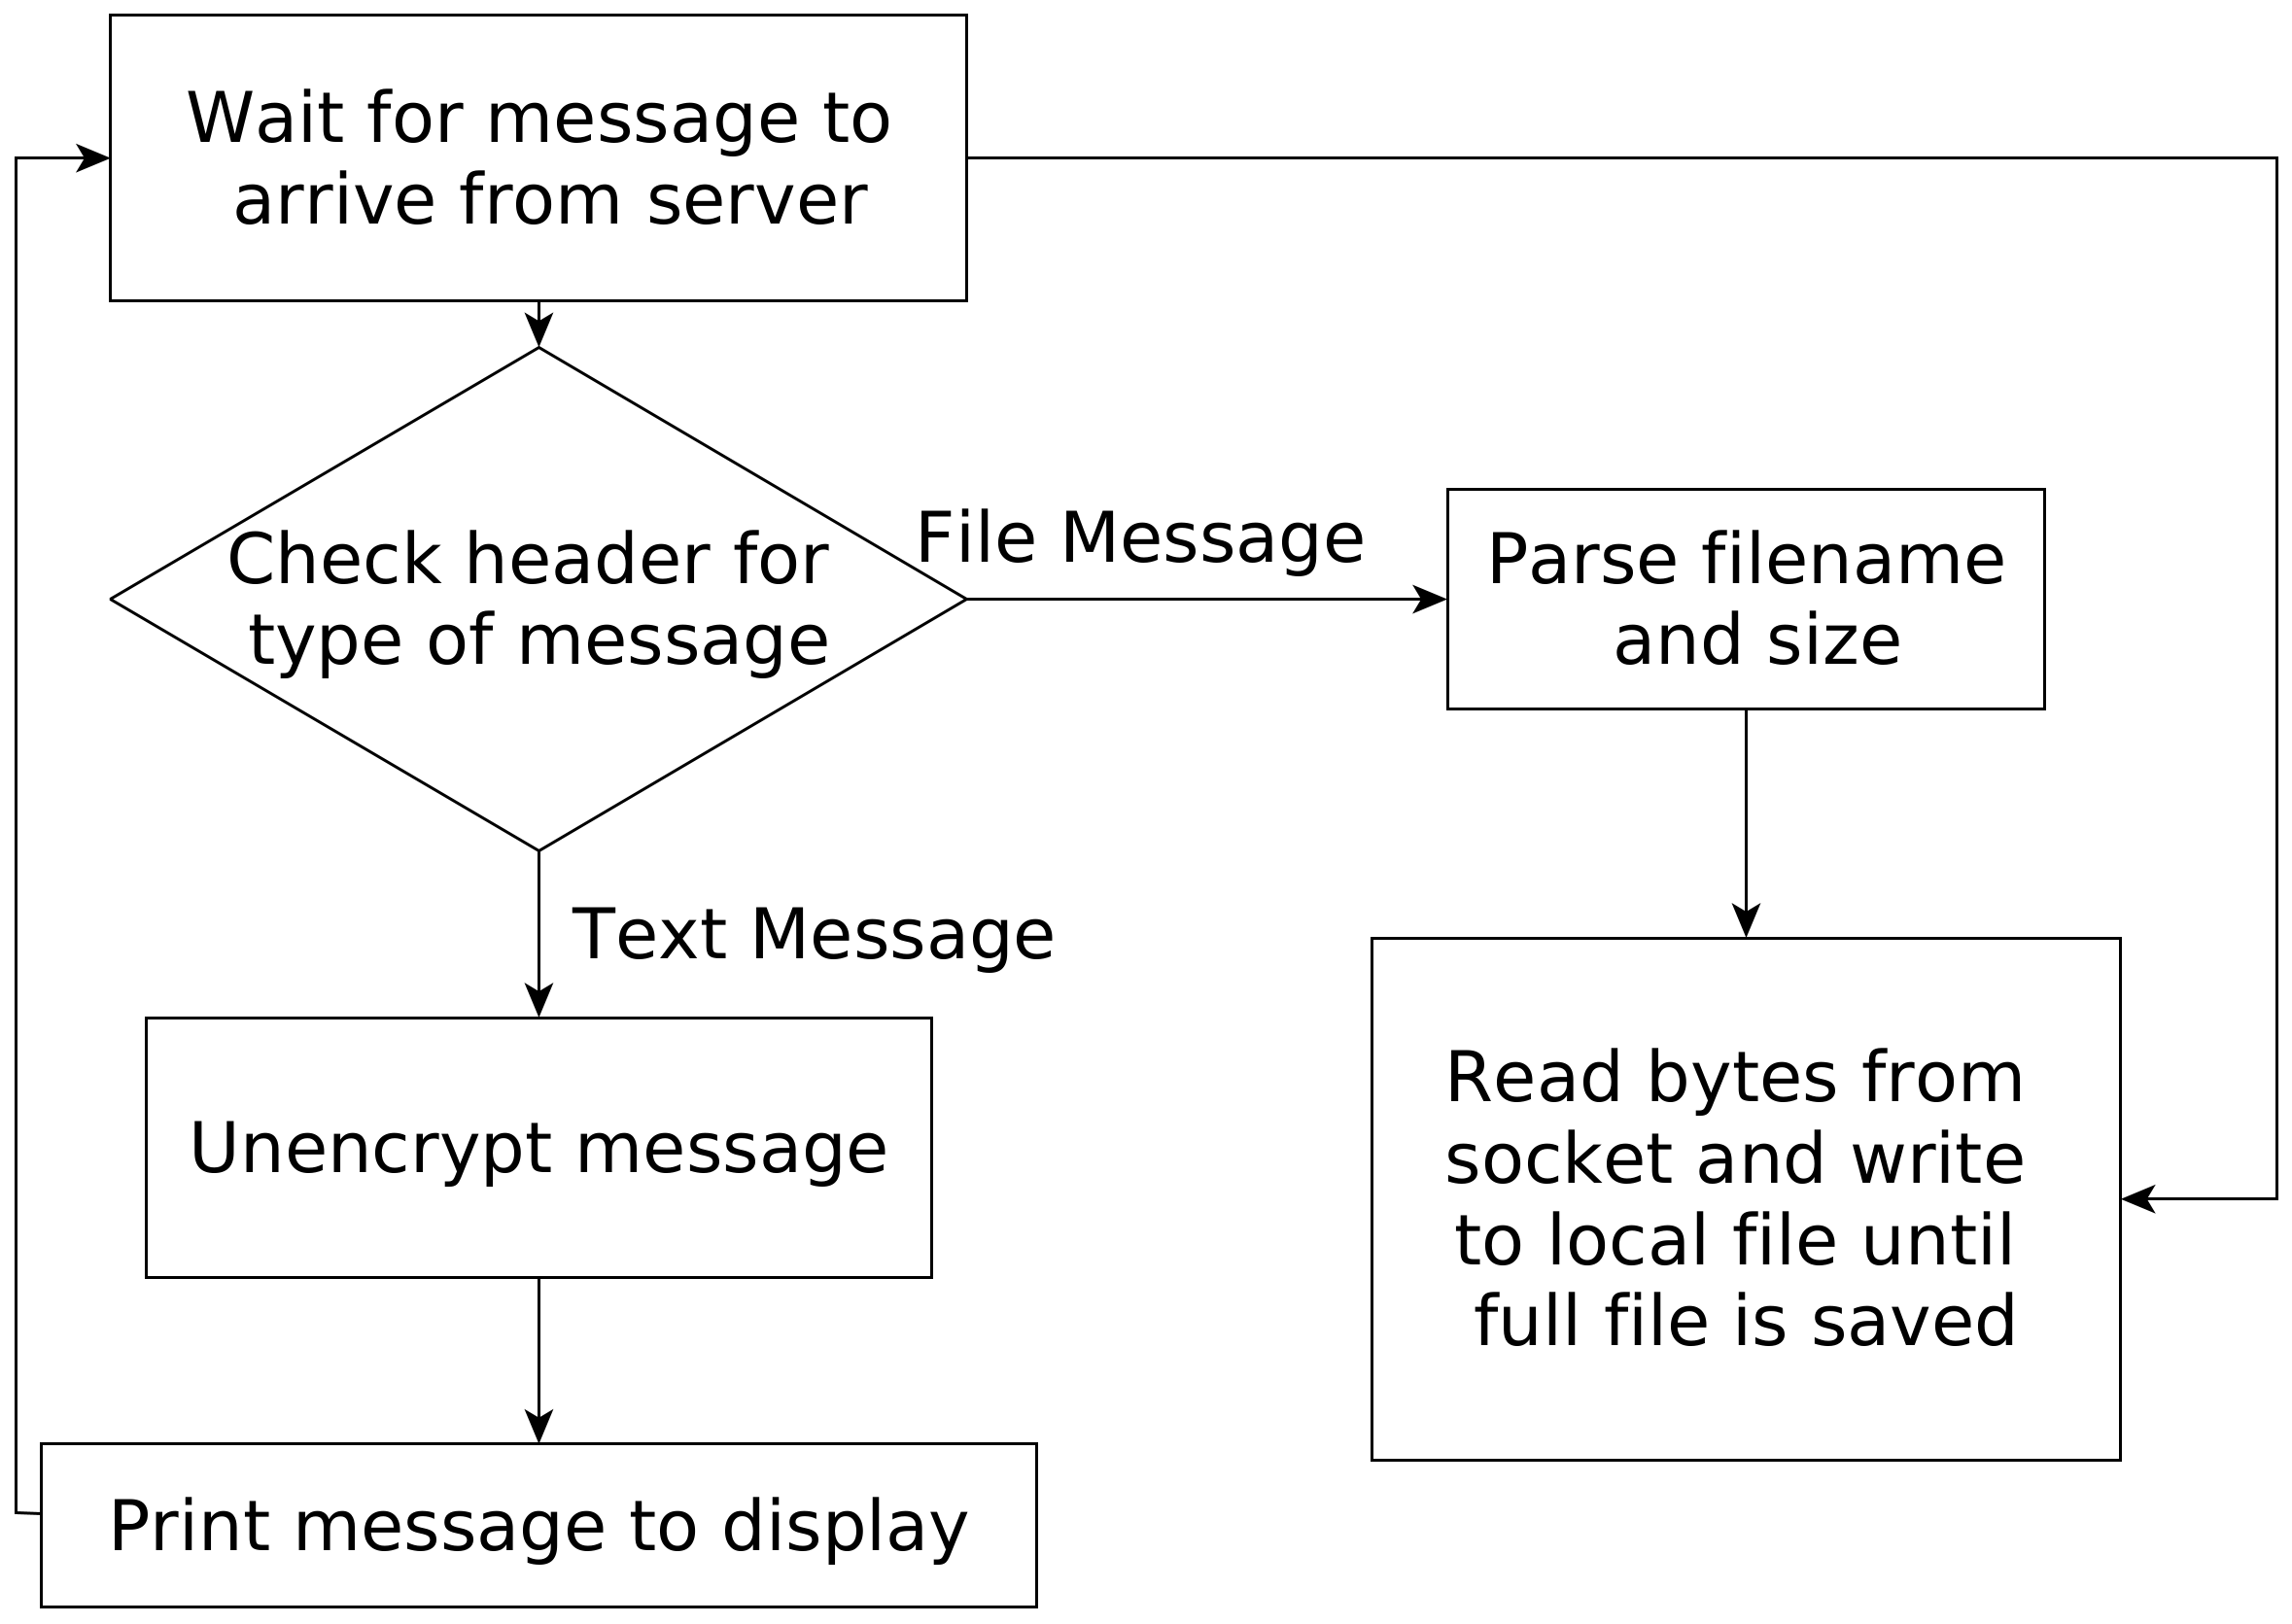 Wait for message to
arrive from server
Check header for
type of message
File Message
Parse filename
and size
Text Message
Unencrypt message
Read bytes from
socket and write
to local file until
full file is saved
Print message to display